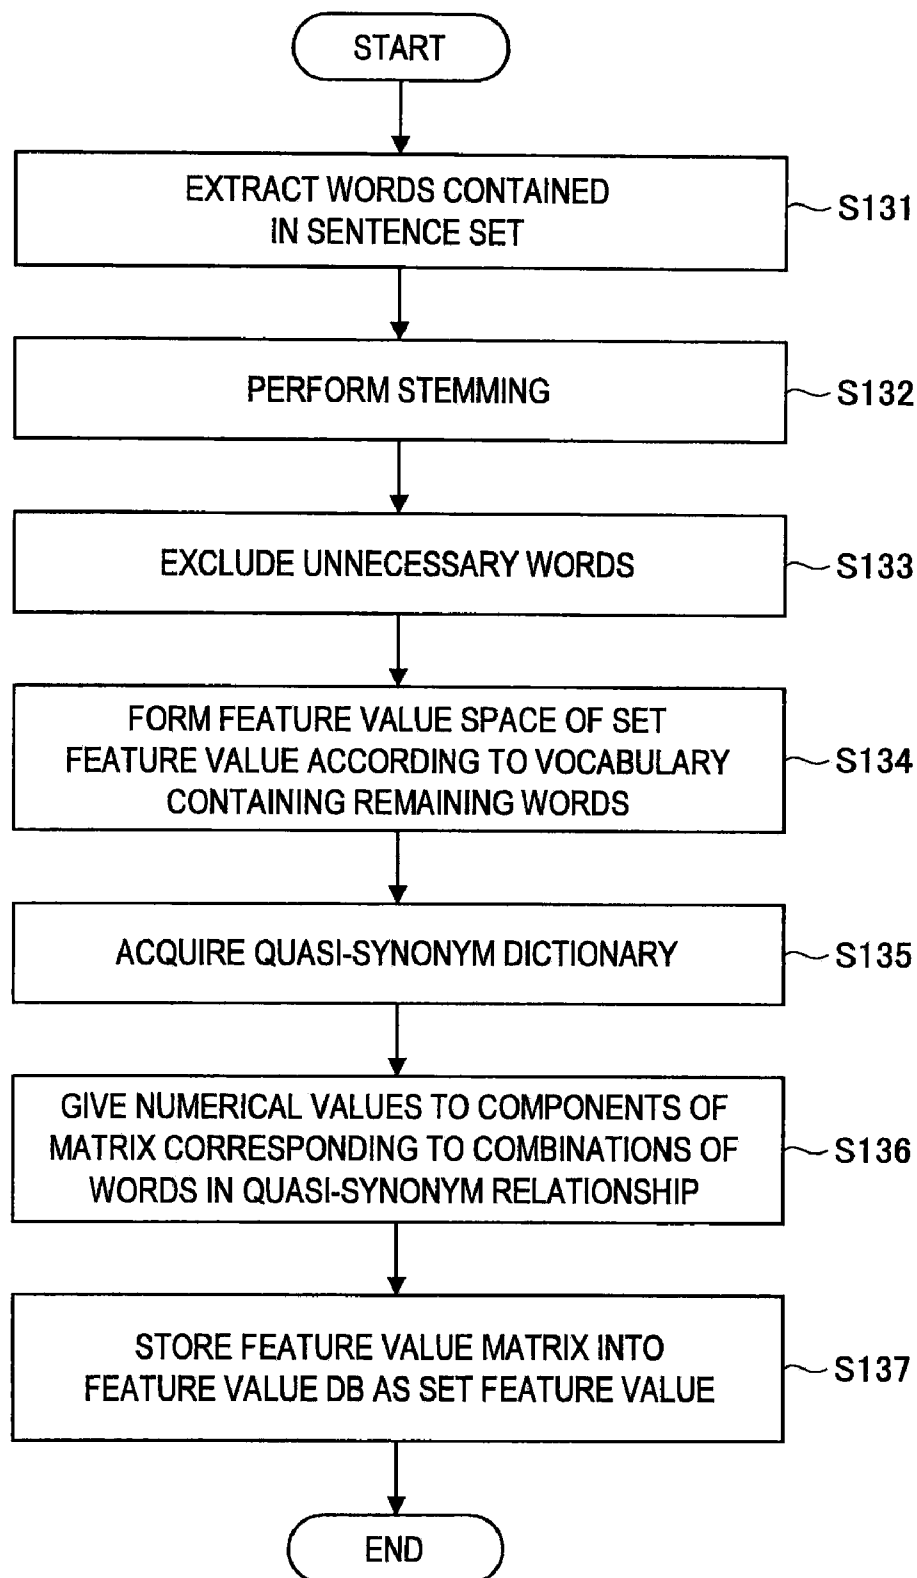 START
EXTRACT WORDS CONTAINED
IN SENTENCE SET
S131
PERFORM STEMMING
S132
EXCLUDE UNNECESSARY WORDS
S133
FORM FEATURE VALUE SPACE OF SET
FEATURE VALUE ACCORDING TO VOCABULARY
CONTAINING REMAINING WORDS
S134
ACQUIRE QUASI-SYNONYM DICTIONARY
S135
GIVE NUMERICAL VALUES TO COMPONENTS OF
MATRIX CORRESPONDING TO COMBINATIONS OF
WORDS IN QUASI-SYNONYM RELATIONSHIP
S136
STORE FEATURE VALUE MATRIX INTO
FEATURE VALUE DB AS SET FEATURE VALUE
S137
END